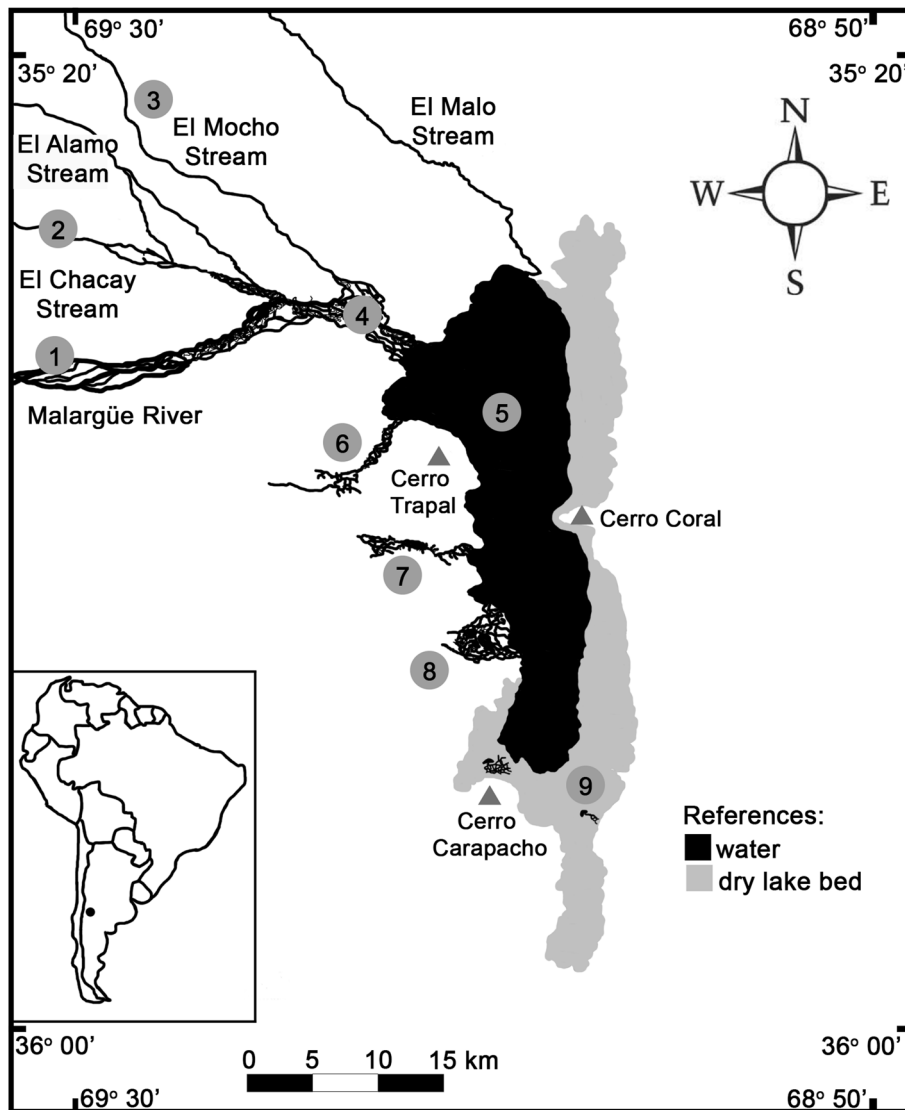 69° 30’
68° 50’
35° 20’
35° 20’
3
El Mocho
Stream
El Malo
Stream
El Alamo
Stream
N
W
E
S
2
El Chacay
Stream
4
1
Malargüe River
5
6
Cerro
Trapal
Cerro Coral
7
8
9
Cerro
Carapacho
References:
water
dry lake bed
36° 00’
36° 00’
0 5 10 15 km
69° 30’
68° 50’